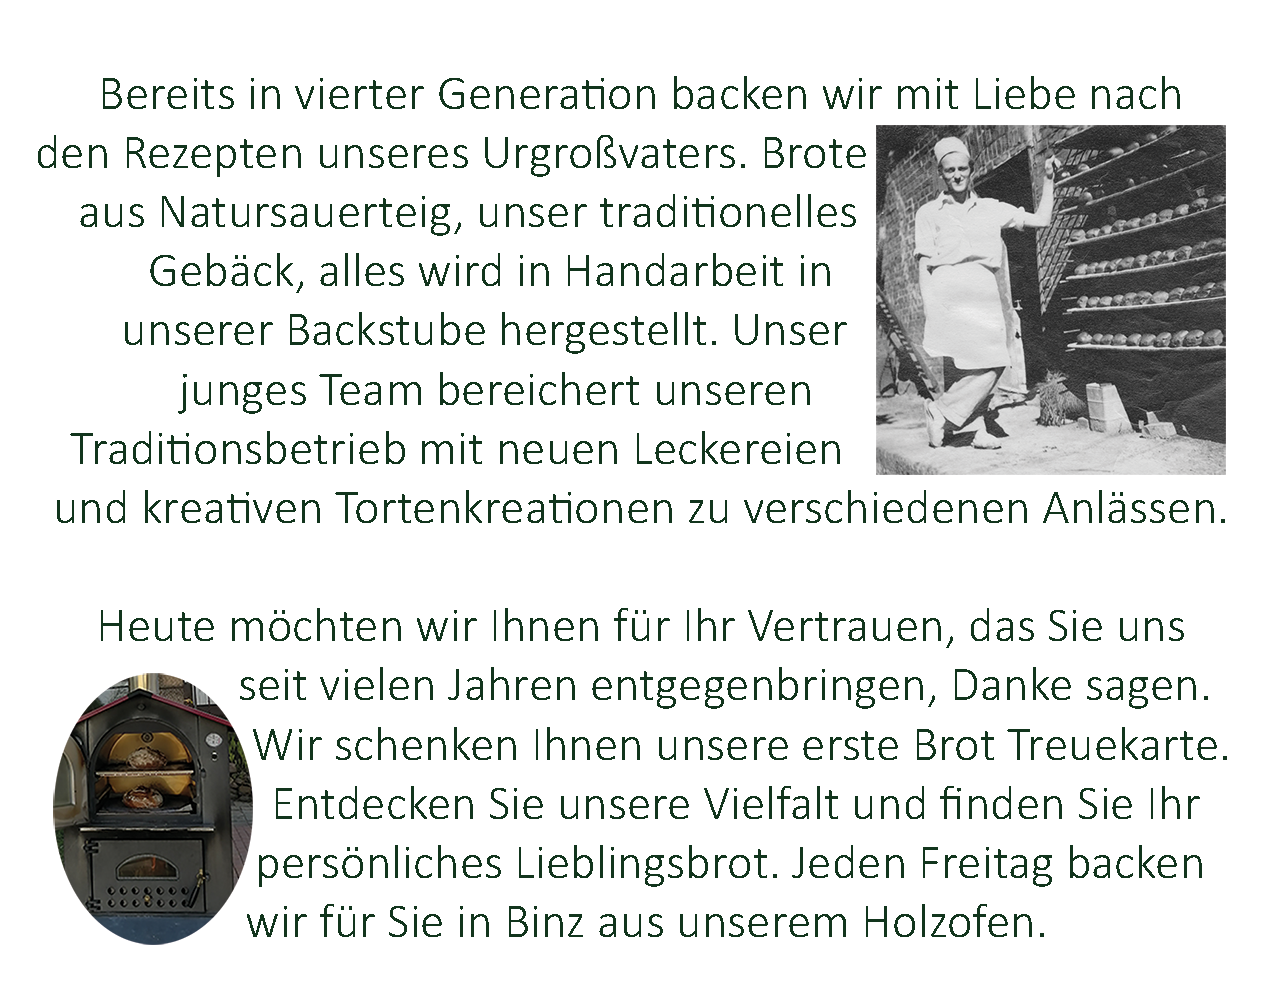 Bereits in vierter Generation backen wir mit Liebe nach
den Rezepten unseres Urgroßvaters. Brote
aus Natursauerteig, unser traditionelles
Gebäck, alles wird in Handarbeit in
unserer Backstube hergestellt. Unser
junges Team bereichert unseren
Traditionsbetrieb mit neuen Leckereien
und kreativen Tortenkreationen zu verschiedenen Anlässen.
Heute möchten wir Ihnen für Ihr Vertrauen, das Sie uns
seit vielen Jahren entgegenbringen, Danke sagen.
Wir schenken Ihnen unsere erste Brot Treuekarte.
Entdecken Sie unsere Vielfalt und finden Sie Ihr
persönliches Lieblingsbrot. Jeden Freitag backen
wir für Sie in Binz aus unserem Holzofen.